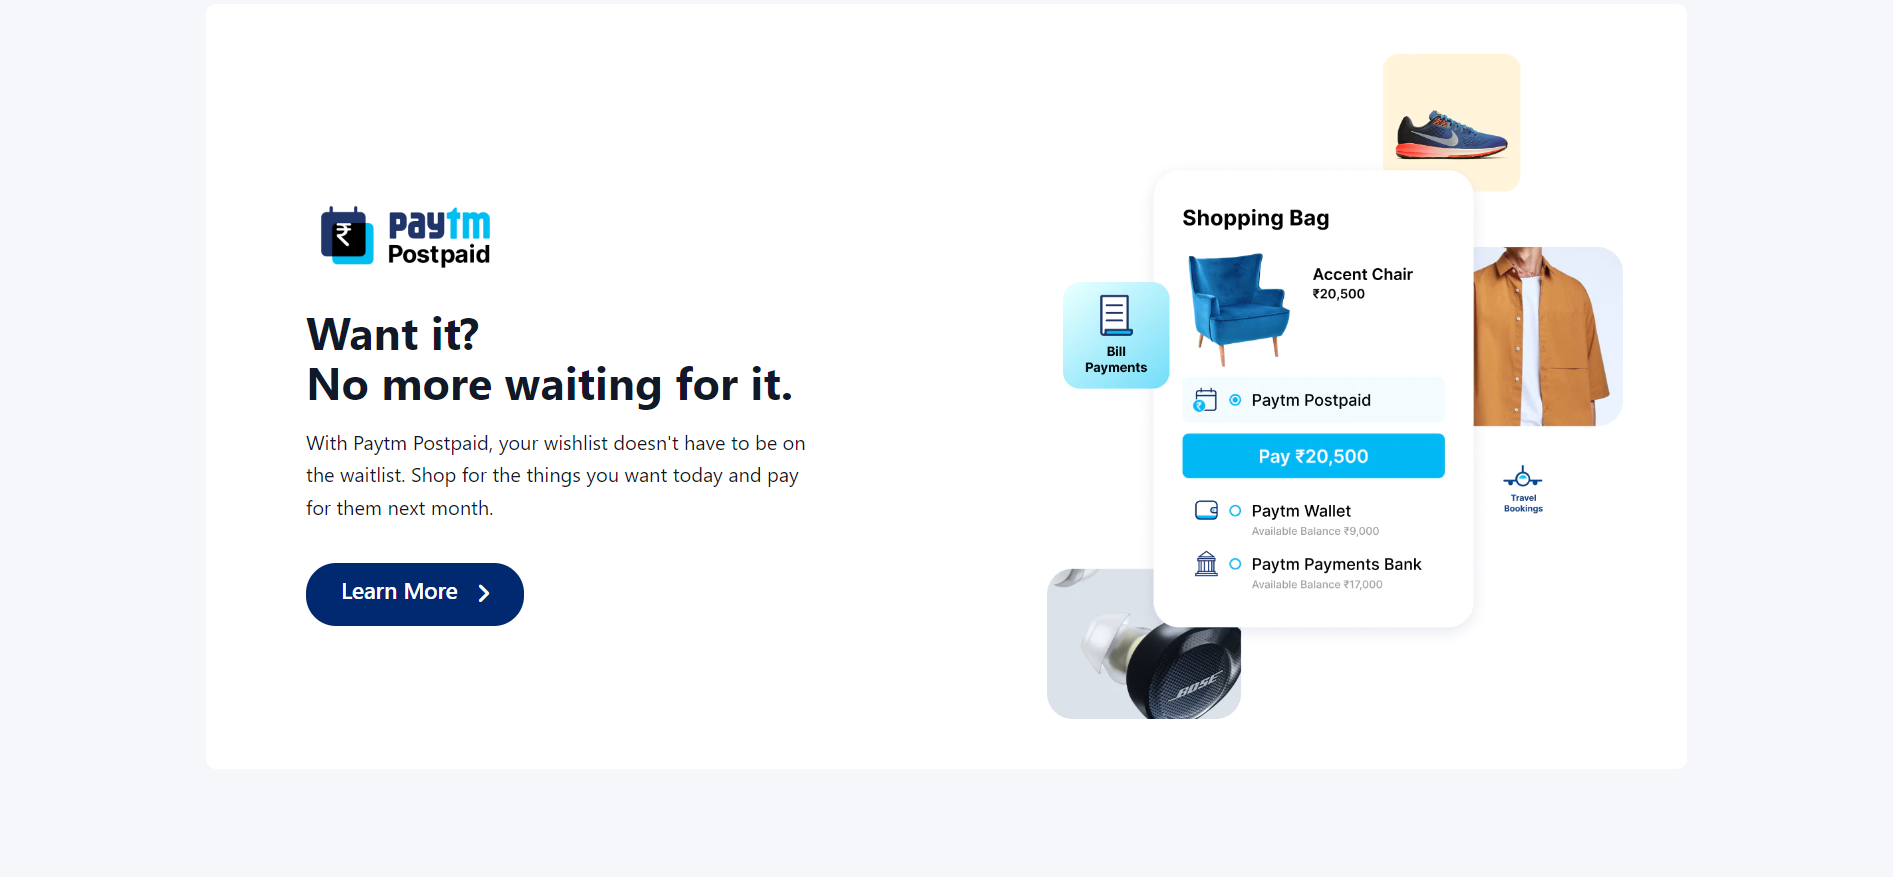 ₹
paytm
Postpaid
Want it?
No more waiting for it.
With Paytm Postpaid, your wishlist doesn't have to be on
the waitlist. Shop for the things you want today and pay
for them next month.
Learn More
Shopping Bag
Accent Chair
₹20,500
Bill
Payments
₹
Paytm Postpaid
Pay ₹20,500
Paytm Wallet
Available Balance ₹9,000
Paytm Payments Bank
Available Balance ₹17,000
Travel
Bookings
BOSE